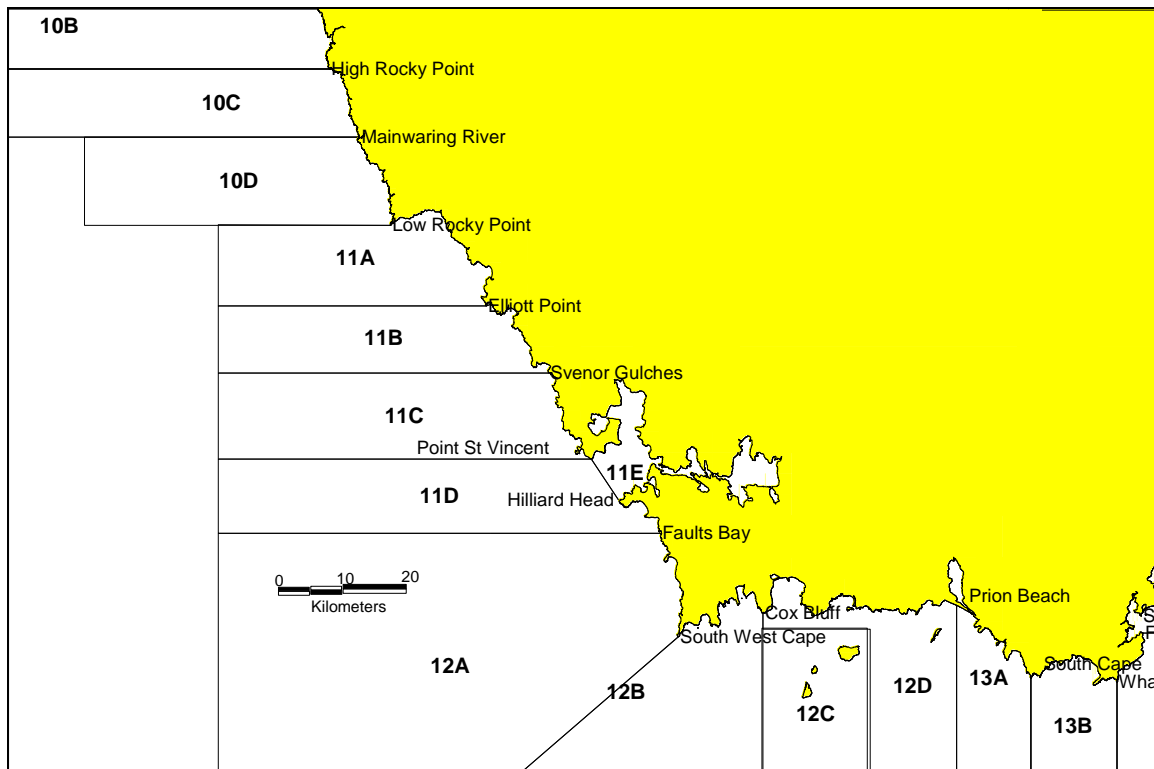 10B
High Rocky Point
10C
Mainwaring River
10D
Low Rocky Point
11A
Elliott Point
11B
Svenor Gulches
11C
Point St Vincent
11E
11D
Hilliard Head
Faults Bay
0 10 20
Kilometers
Prion Beach
Cox Bluff
South West Cape
12A
12B
12C
12D
13A
South Cape
13B